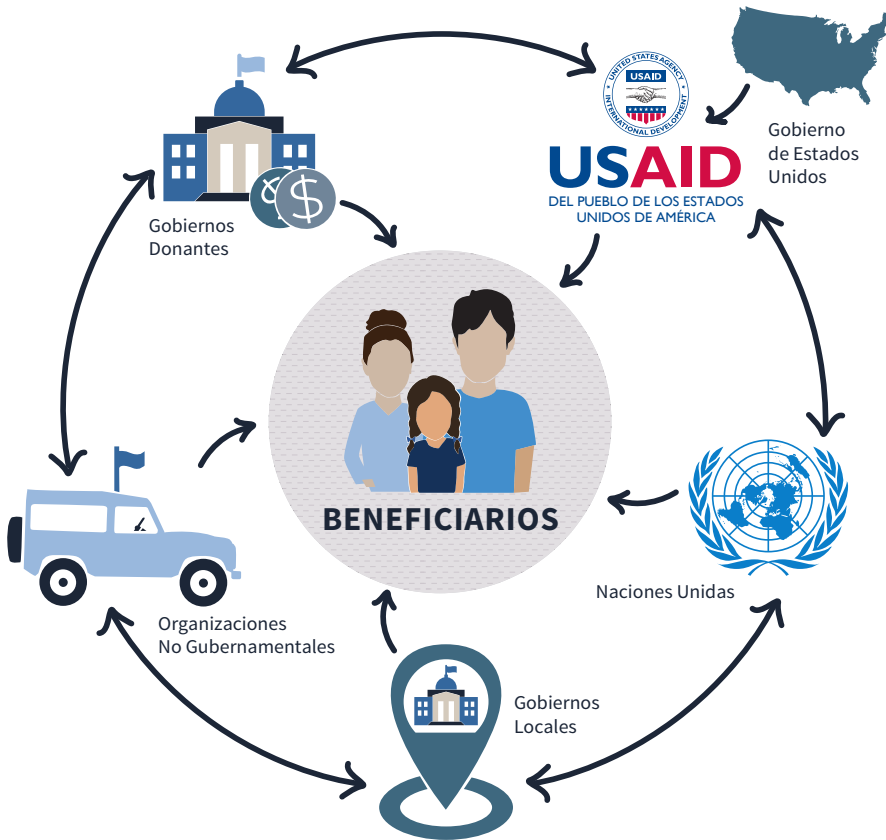 UNITED STATES AGENCY
USAID
INTERNATIONAL DEVELOPMENT
USAID
DEL PUEBLO DE LOS ESTADOS
UNIDOS DE AMÉRICA
Gobierno
de Estados
Unidos
Gobiernos
Donantes
$
$
BENEFICIARIOS
Naciones Unidas
Organizaciones
No Gubernamentales
Gobiernos
Locales